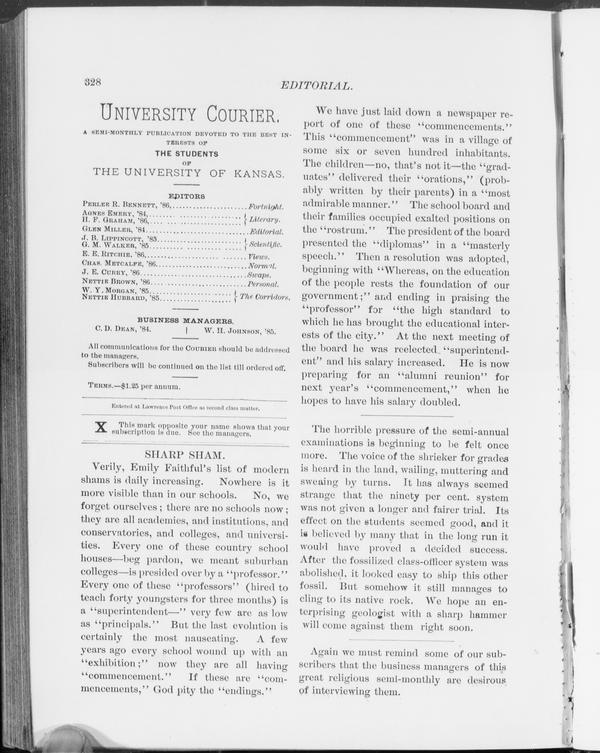 328
EDITORIAL.
UNIVERSITY COURIER.
A SEMI-MONTHLY PUBLICATION DEVOTED TO THE BEST IN-
TERESTS OF
THE STUDENTS
OF
THE UNIVERSITY OF KANSAS.
EDITORS
PERLEE R. BENNETT, '86, Fortnight.
AGNES EMERY, '84,
H. F. GRAHAM, '86, Literary.
GLEN MILLER, '84 Editorial.
J. B. LIPPINCOTT, '85
G. M. WALKER, '85 Scientific.
E. E. RITCHIE, '86, Views.
CHAS. METCALFE, '86 Norm'l.
J. E. CURRY, '86 Swaps.
NETTIE BROWN, '86 Personal.
W. Y. MORGAN, '85
NETTIE HUBBARD, '85 The Corridors.
BUSINESS MANAGERS.
C. D. DEAN, '84. | W. H. JOHNSON, '85.
All communications for the COURIER should be addressed
to the managers.
Subscribers will be continued on the list till ordered off.
TERMS.—$1.25 per annum.
Entered at Lawrence Post Office as second class matter.
X This mark opposite your name shows that your
subscription is due. See the managers.
SHARP SHAM.
Verily, Emily Faithful's list of modern
shams is daily increasing. Nowhere is it
more visible than in our schools. No, we
forget ourselves; there are no schools now;
they are all academies, and institutions, and
conservatories, and colleges, and universi-
ties. Every one of these country school
houses—beg pardon, we meant suburban
colleges—is presided over by a "professor."
Every one of these "professors" (hired to
teach forty youngsters for three months) is
a "superintendent—" very few are as low
as "principals." But the last evolution is
certainly the most nauseating. A few
years ago every school wound up with an
"exhibition;" now they are all having
"commencement." If these are "com-
mencements," God pity the "endings."
We have just laid down a newspaper re-
port of one of these "commencements."
This "commencement" was in a village of
some six or seven hundred inhabitants.
The children—no, that's not it—the "grad-
uates" delivered their "orations," (prob-
ably written by their parents) in a "most
admirable manner." The school board and
their families occupied exalted positions on
the "rostrum." The president of the board
presented the "diplomas" in a "masterly
speech." Then a resolution was adopted,
beginning with "Whereas, on the education
of the people rests the foundation of our
government;" and ending in praising the
"professor" for "the high standard to
which he has brought the educational inter-
ests of the city." At the next meeting of
the board he was reelected "superintend-
ent" and his salary increased. He is now
preparing for an "alumni reunion" for
next year's "commencement," when he
hopes to have his salary doubled.
The horrible pressure of the semi-annual
examinations is beginning to be felt once
more. The voice of the shrieker for grades
is heard in the land, wailing, muttering and
swearing by turns. It has always seemed
strange that the ninety per cent. system
was not given a longer and fairer trial. Its
effect on the students seemed good, and it
is believed by many that in the long run it
would have proved a decided success.
After the fossilized class-officer system was
abolished, it looked easy to ship this other
fossil. But somehow it still manages to
cling to its native rock. We hope an en-
terprising geologist with a sharp hammer
will come against them right soon.
Again we must remind some of our sub-
scribers that the business managers of this
great religious semi-monthly are desirous
of interviewing them.